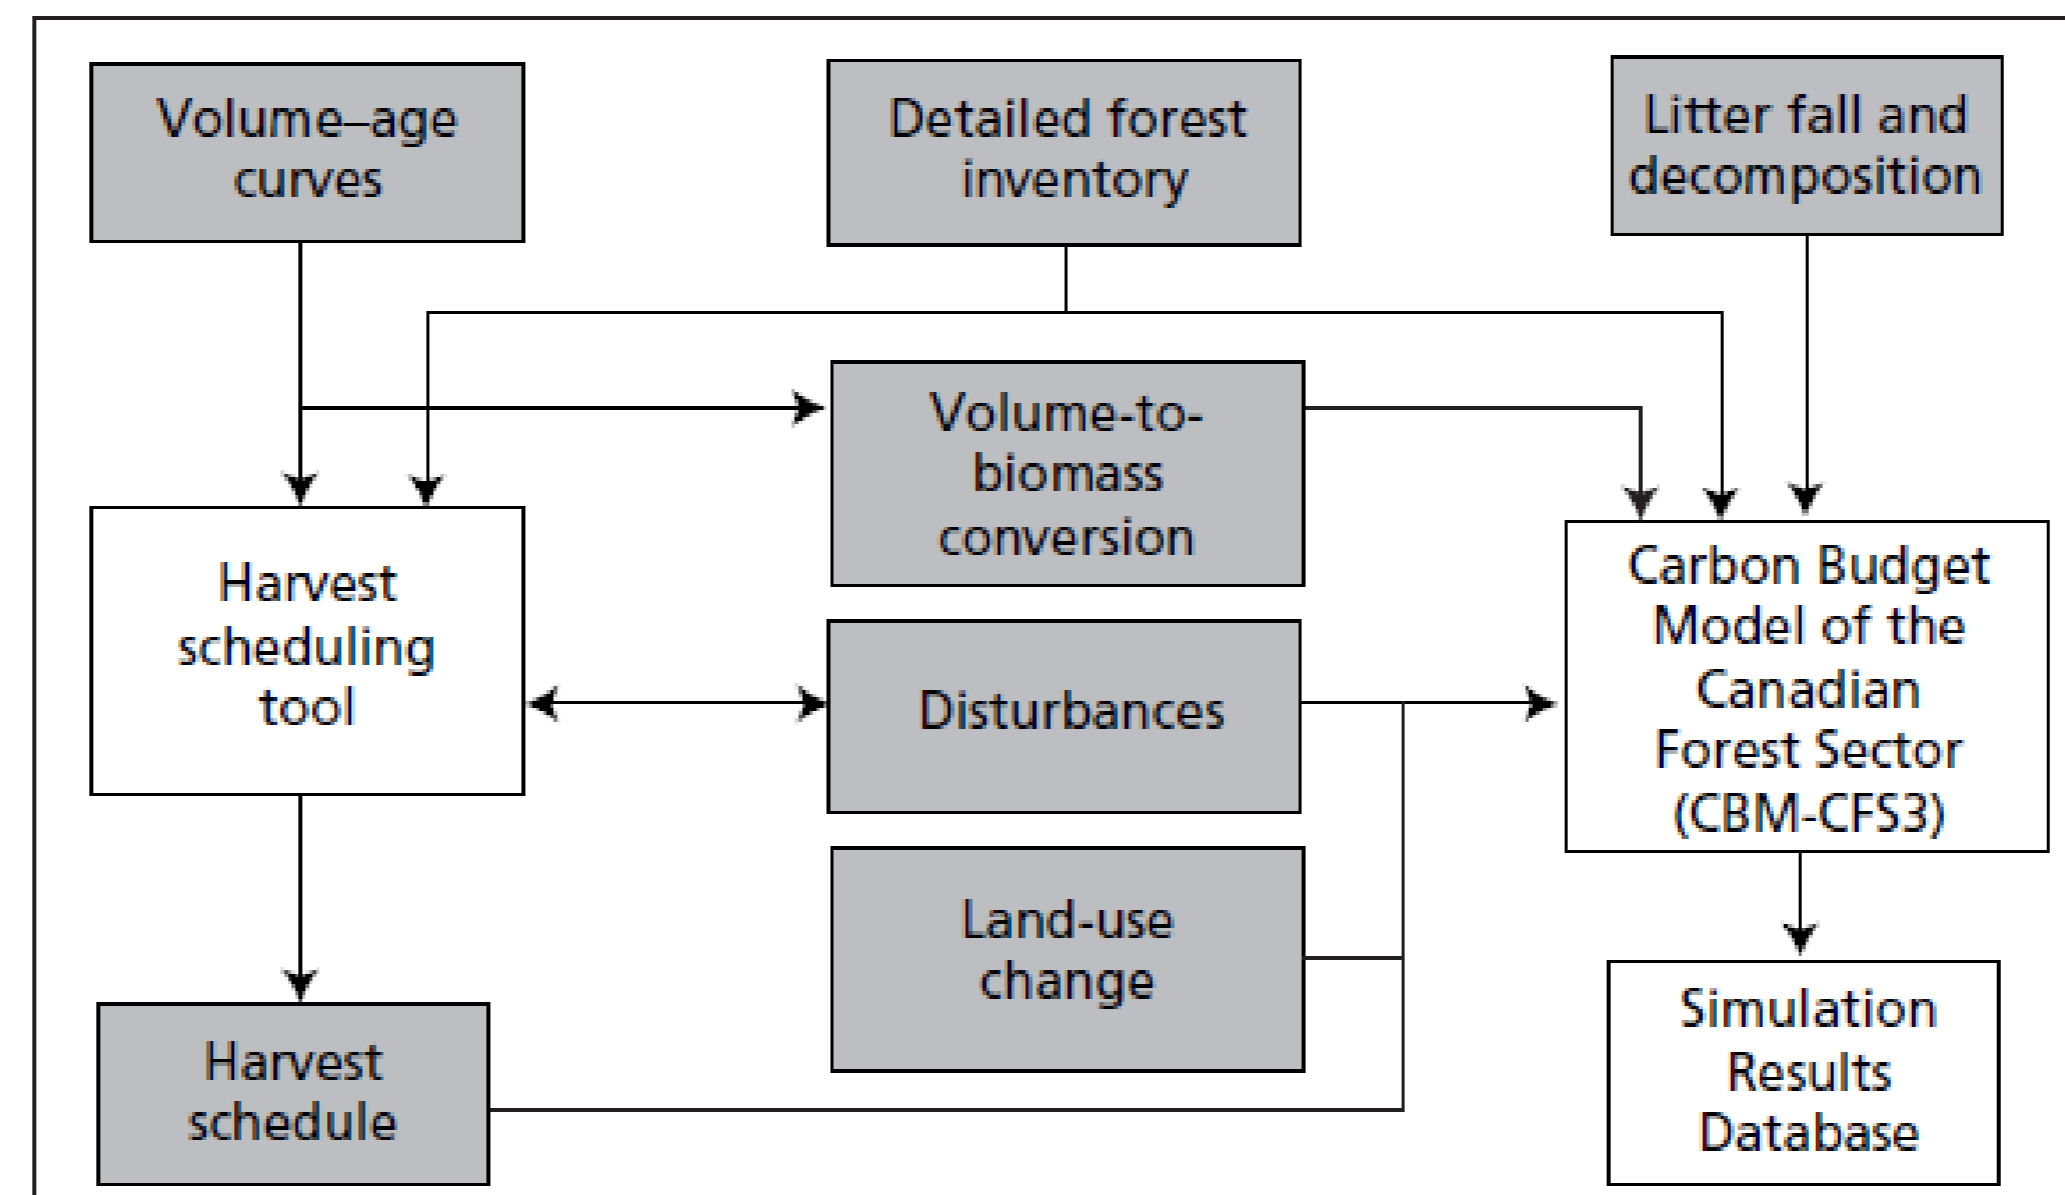 Volume–age
curves
Detailed forest
inventory
Litter fall and
decomposition
Volume-to-
biomass
conversion
Harvest
scheduling
tool
Carbon Budget
Model of the
Canadian
Forest Sector
(CBM-CFS3)
Disturbances
Land-use
change
Harvest
schedule
Simulation
Results
Database